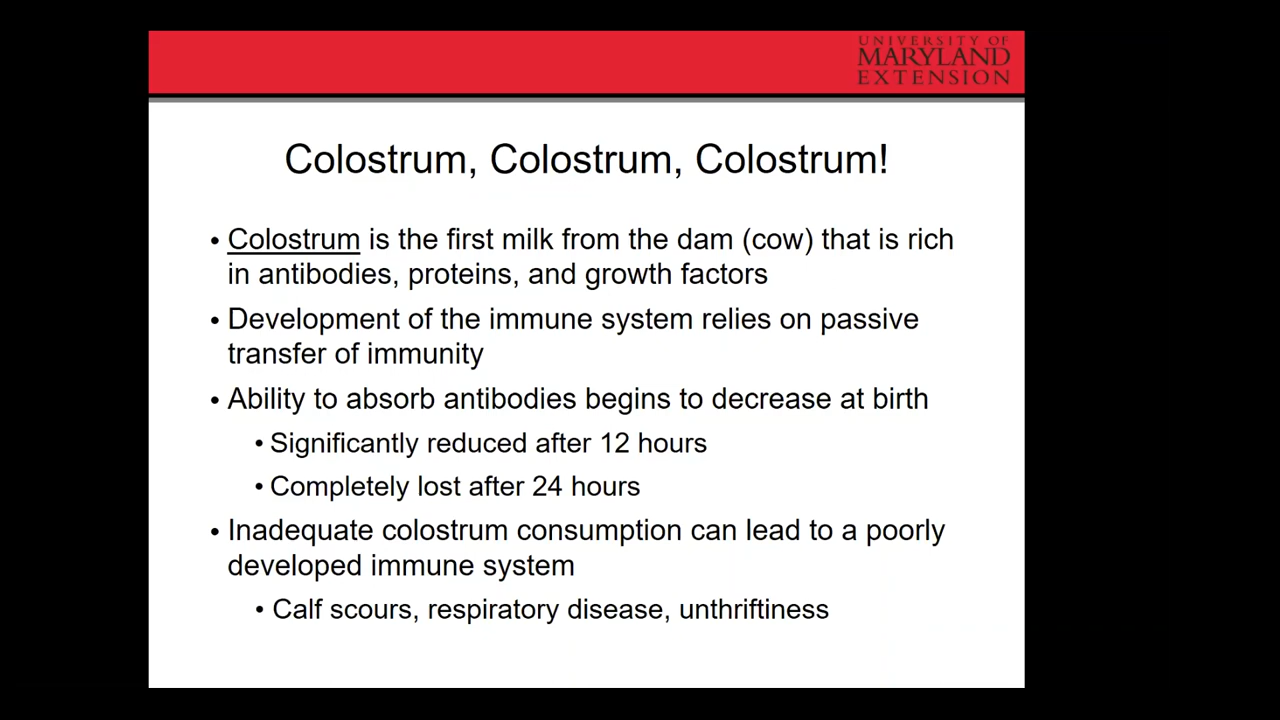 UNIVERSITY OF
MARYLAND
EXTENSION
Colostrum, Colostrum, Colostrum!
• Colostrum is the first milk from the dam (cow) that is rich
in antibodies, proteins, and growth factors
• Development of the immune system relies on passive
transfer of immunity
• Ability to absorb antibodies begins to decrease at birth
• Significantly reduced after 12 hours
• Completely lost after 24 hours
• Inadequate colostrum consumption can lead to a poorly
developed immune system
• Calf scours, respiratory disease, unthriftiness